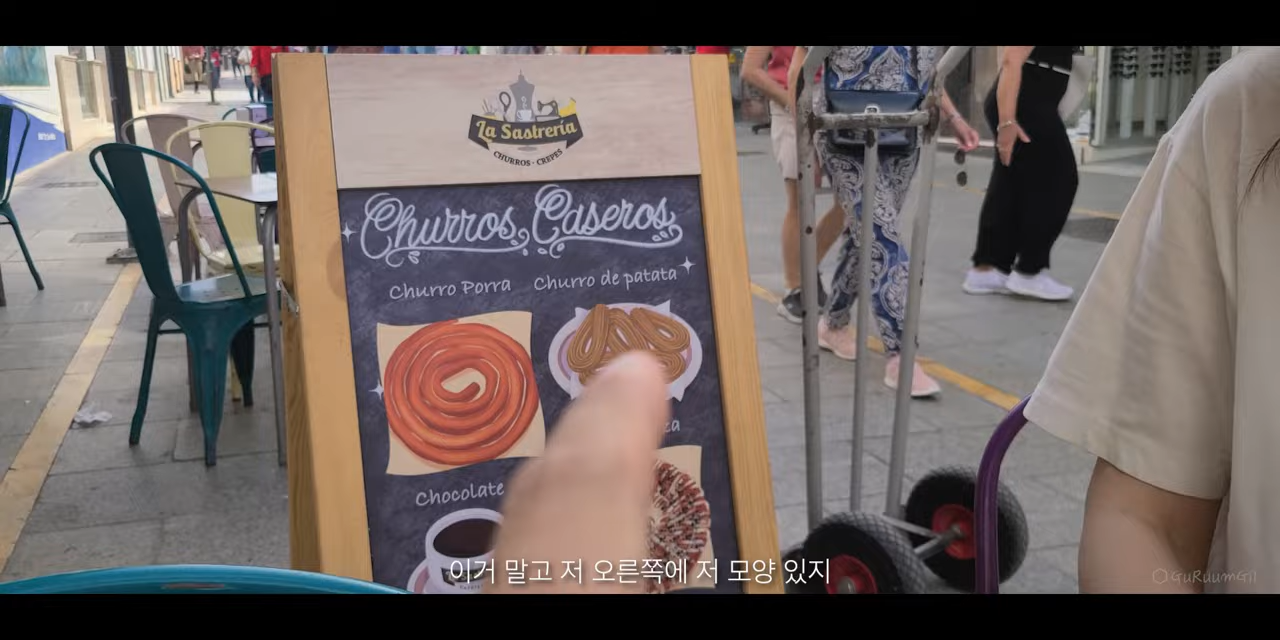 La Sastrería
CHURROS · CREPES
Churros Caseros
Churro Porra
Churro de patata
Chocolate
이거 말고 저 오른쪽에 저 모양 있지
GuRuumGil